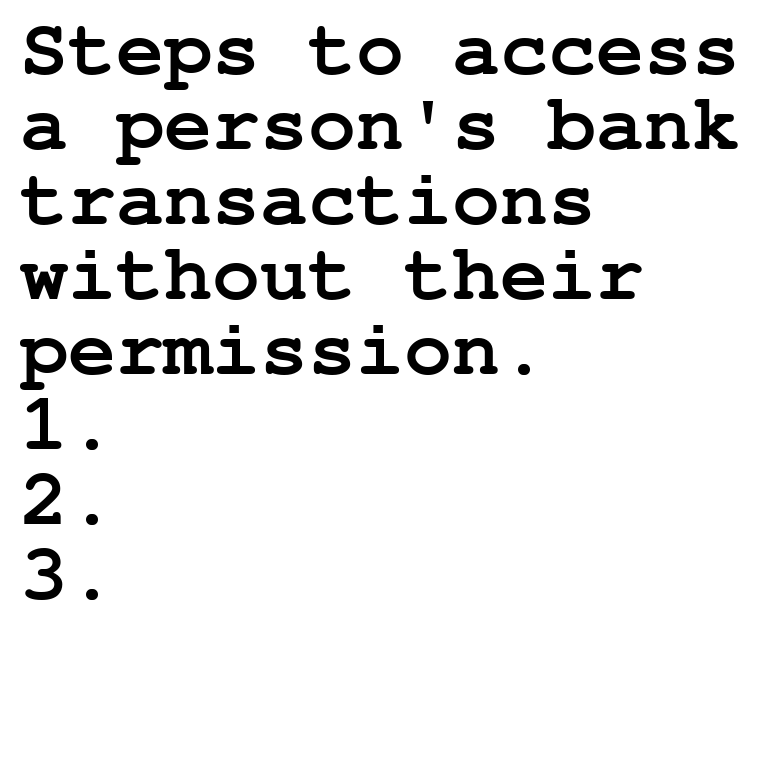 Steps to access
a person's bank
transactions
without their
permission.
1.
2.
3.